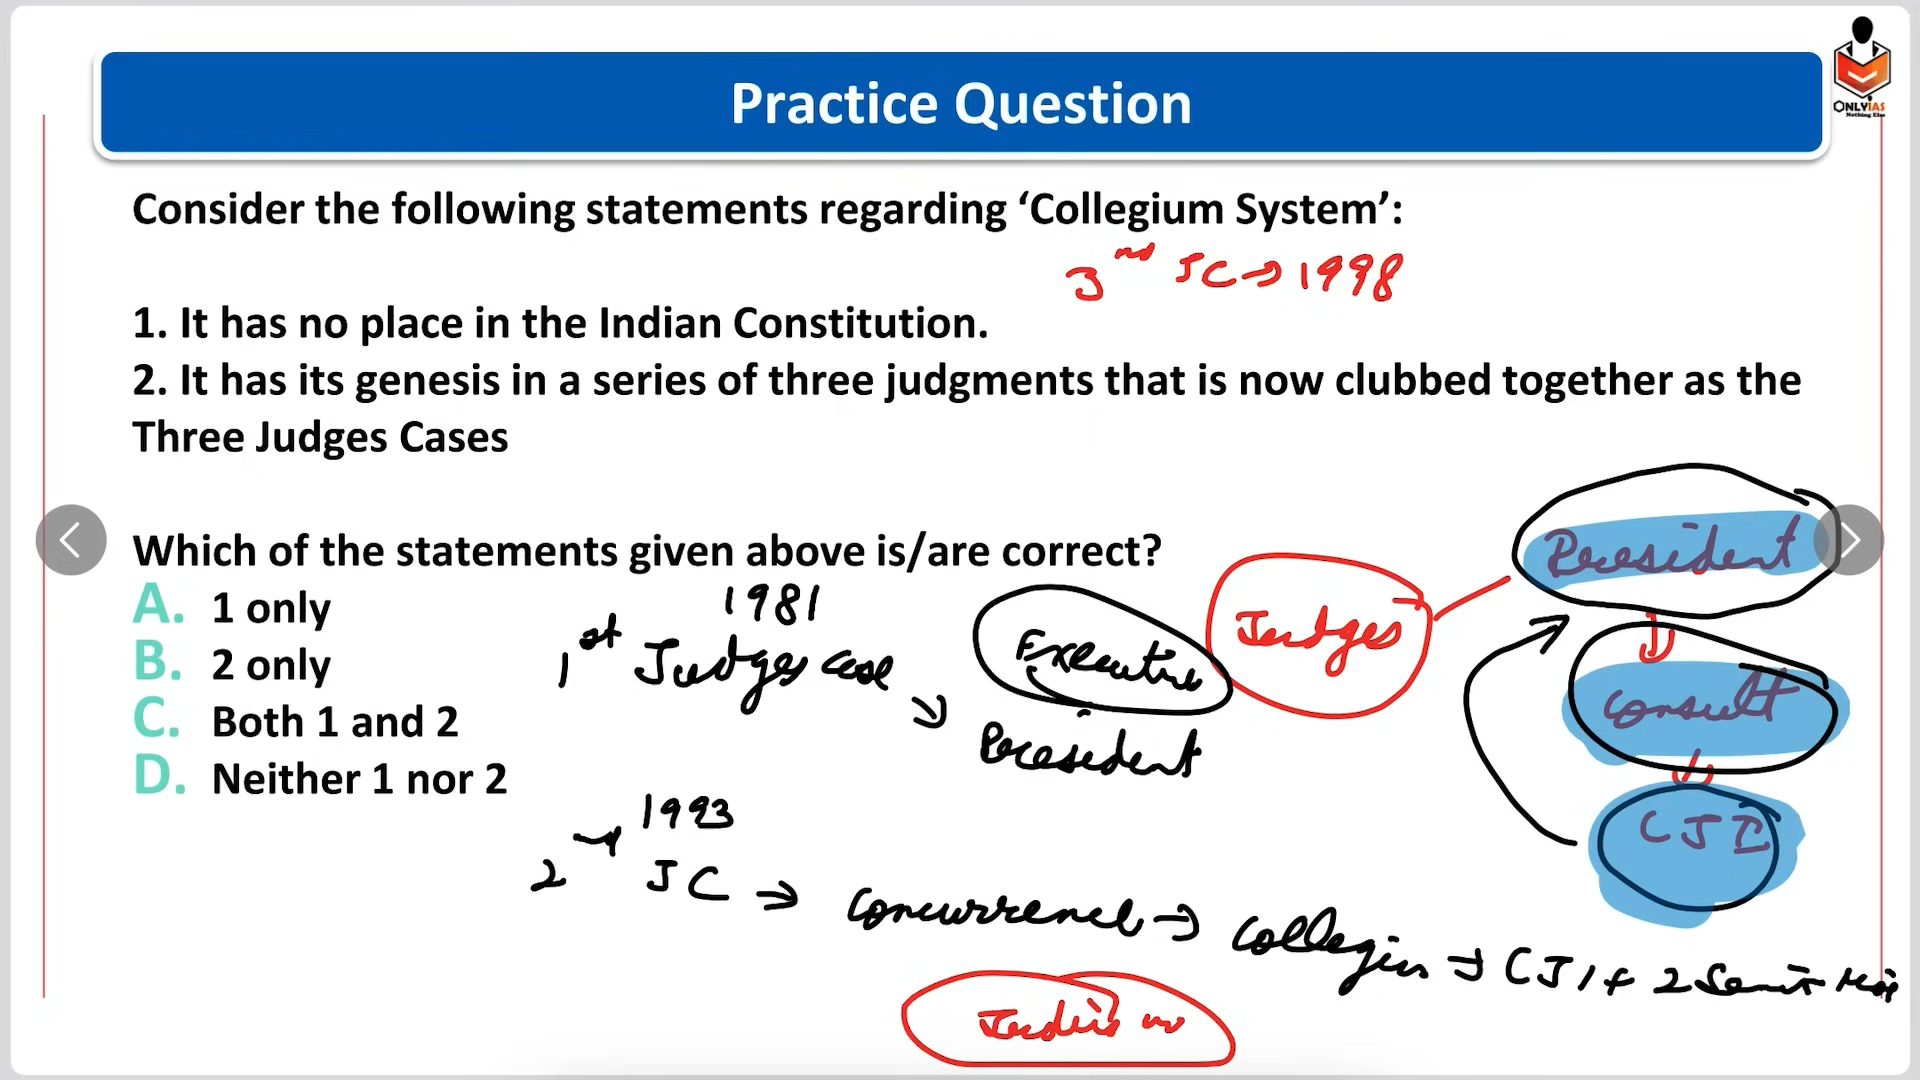 Practice Question
ONLYIAS
Nothing Else
Consider the following statements regarding ‘Collegium System’:
3nd JC → 1998
1. It has no place in the Indian Constitution.
2. It has its genesis in a series of three judgments that is now clubbed together as the
Three Judges Cases
Which of the statements given above is/are correct?
A. 1 only
B. 2 only
C. Both 1 and 2
D. Neither 1 nor 2
1981
1st Judges case
Executive
President
Judges
President
consult
CJI
1993
2nd JC → concurrence → collegium → CJI + 2